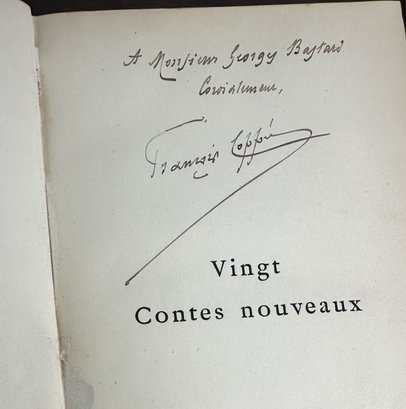 A Monsieur Georges Bastard
Cordialement,
François Coppée
Vingt
Contes nouveaux